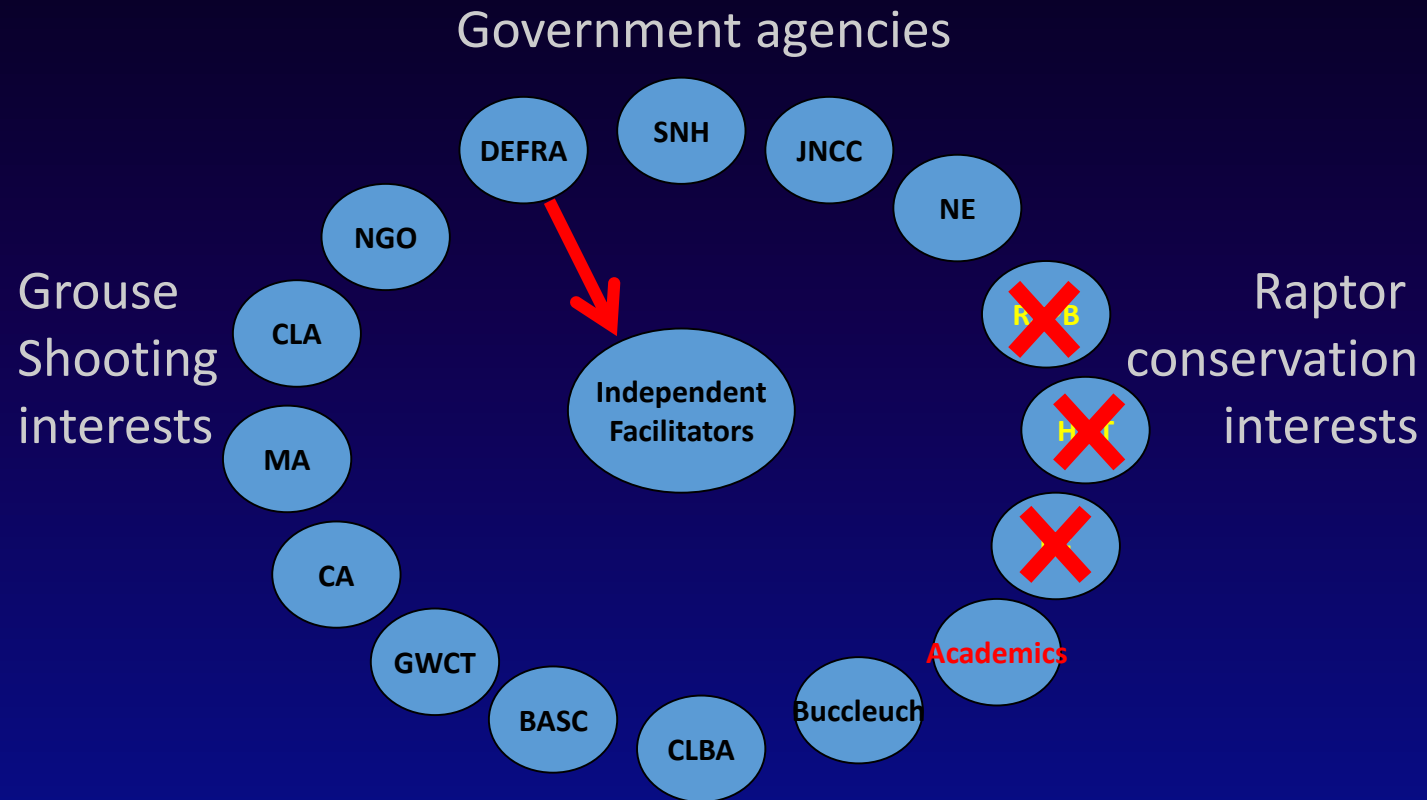 Government agencies
SNH
DEFRA
JNCC
NE
NGO
Grouse
Shooting
interests
Raptor
conservation
interests
CLA
Independent
Facilitators
MA
CA
Academics
GWCT
Buccleuch
BASC
CLBA